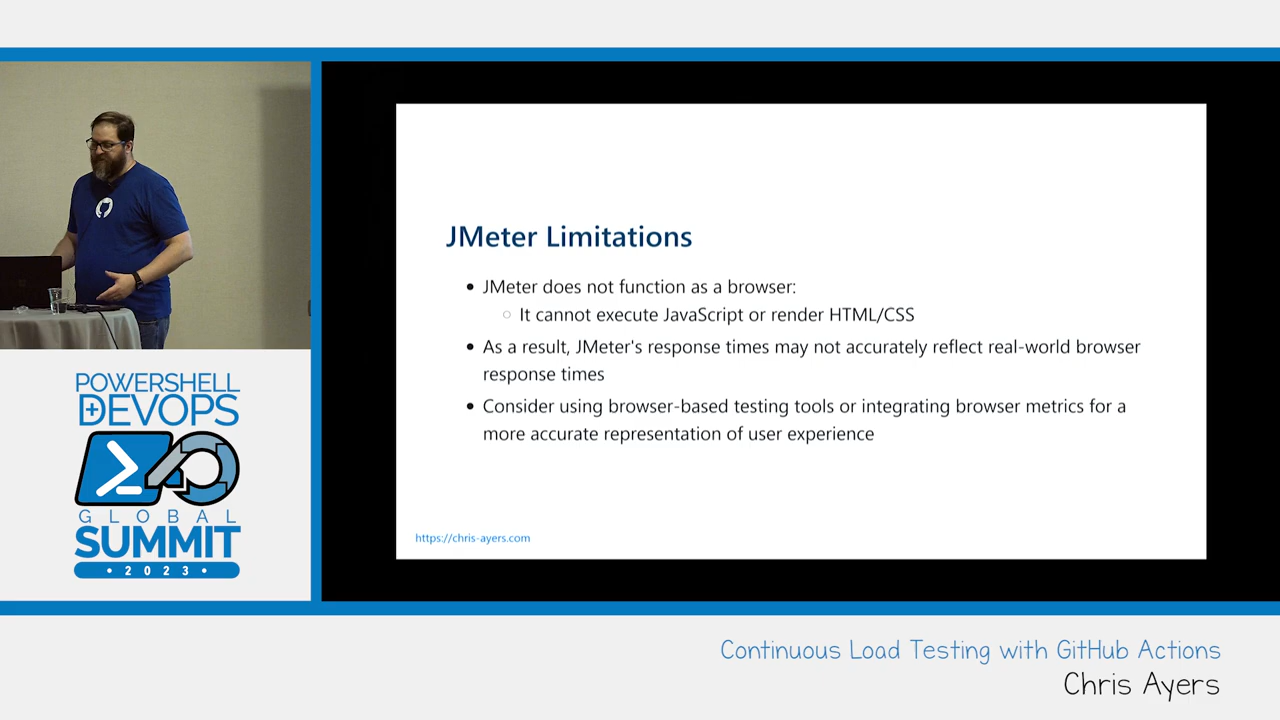 JMeter Limitations
JMeter does not function as a browser:
It cannot execute JavaScript or render HTML/CSS
As a result, JMeter's response times may not accurately reflect real-world browser
response times
Consider using browser-based testing tools or integrating browser metrics for a
more accurate representation of user experience
https://chris-ayers.com
POWERSHELL
DEVOPS
GLOBAL
SUMMIT
• 2023 •
Continuous Load Testing with GitHub Actions
Chris Ayers